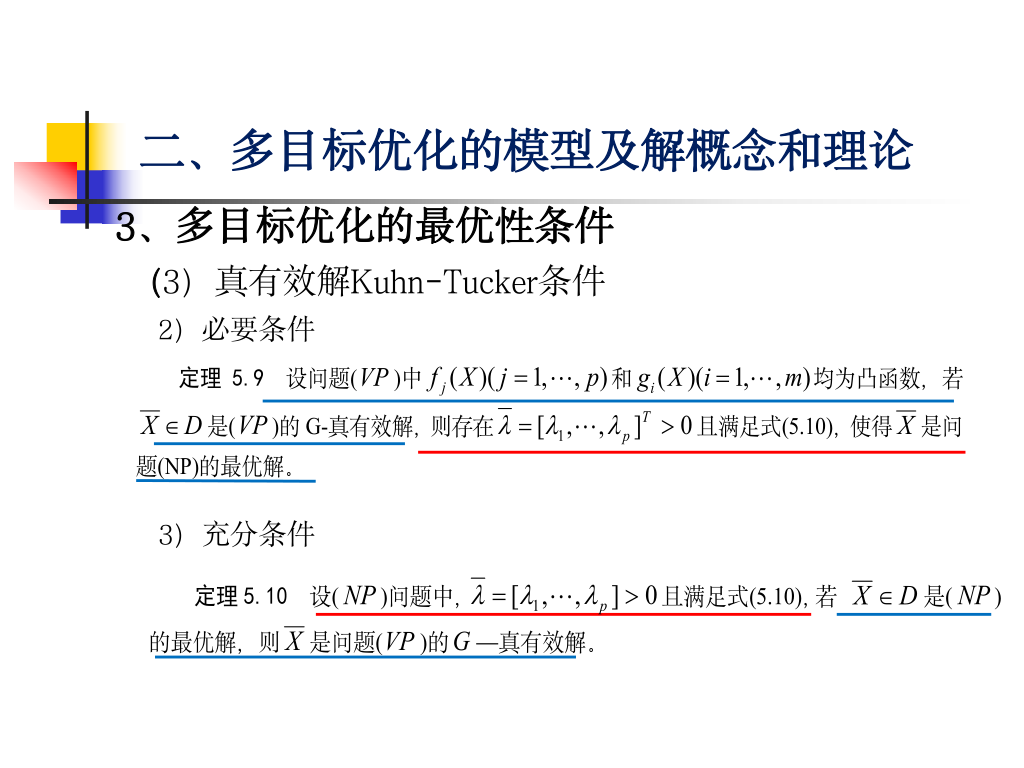 二、多目标优化的模型及解概念和理论
3、多目标优化的最优性条件
(3) 真有效解Kuhn-Tucker条件
2) 必要条件
定理 5.9 设问题(VP)中 f_j(X)(j=1,⋯,p)和 g_i(X)(i=1,⋯,m)均为凸函数, 若
X̅∈D 是(VP)的 G-真有效解, 则存在 λ̅=[λ_1,⋯,λ_p]^T>0 且满足式(5.10), 使得 X̅ 是问
题(NP)的最优解。
3) 充分条件
定理 5.10 设(NP)问题中, λ̅=[λ_1,⋯,λ_p]>0 且满足式(5.10), 若 X̅∈D 是(NP)
的最优解, 则 X̅ 是问题(VP)的 G—真有效解。